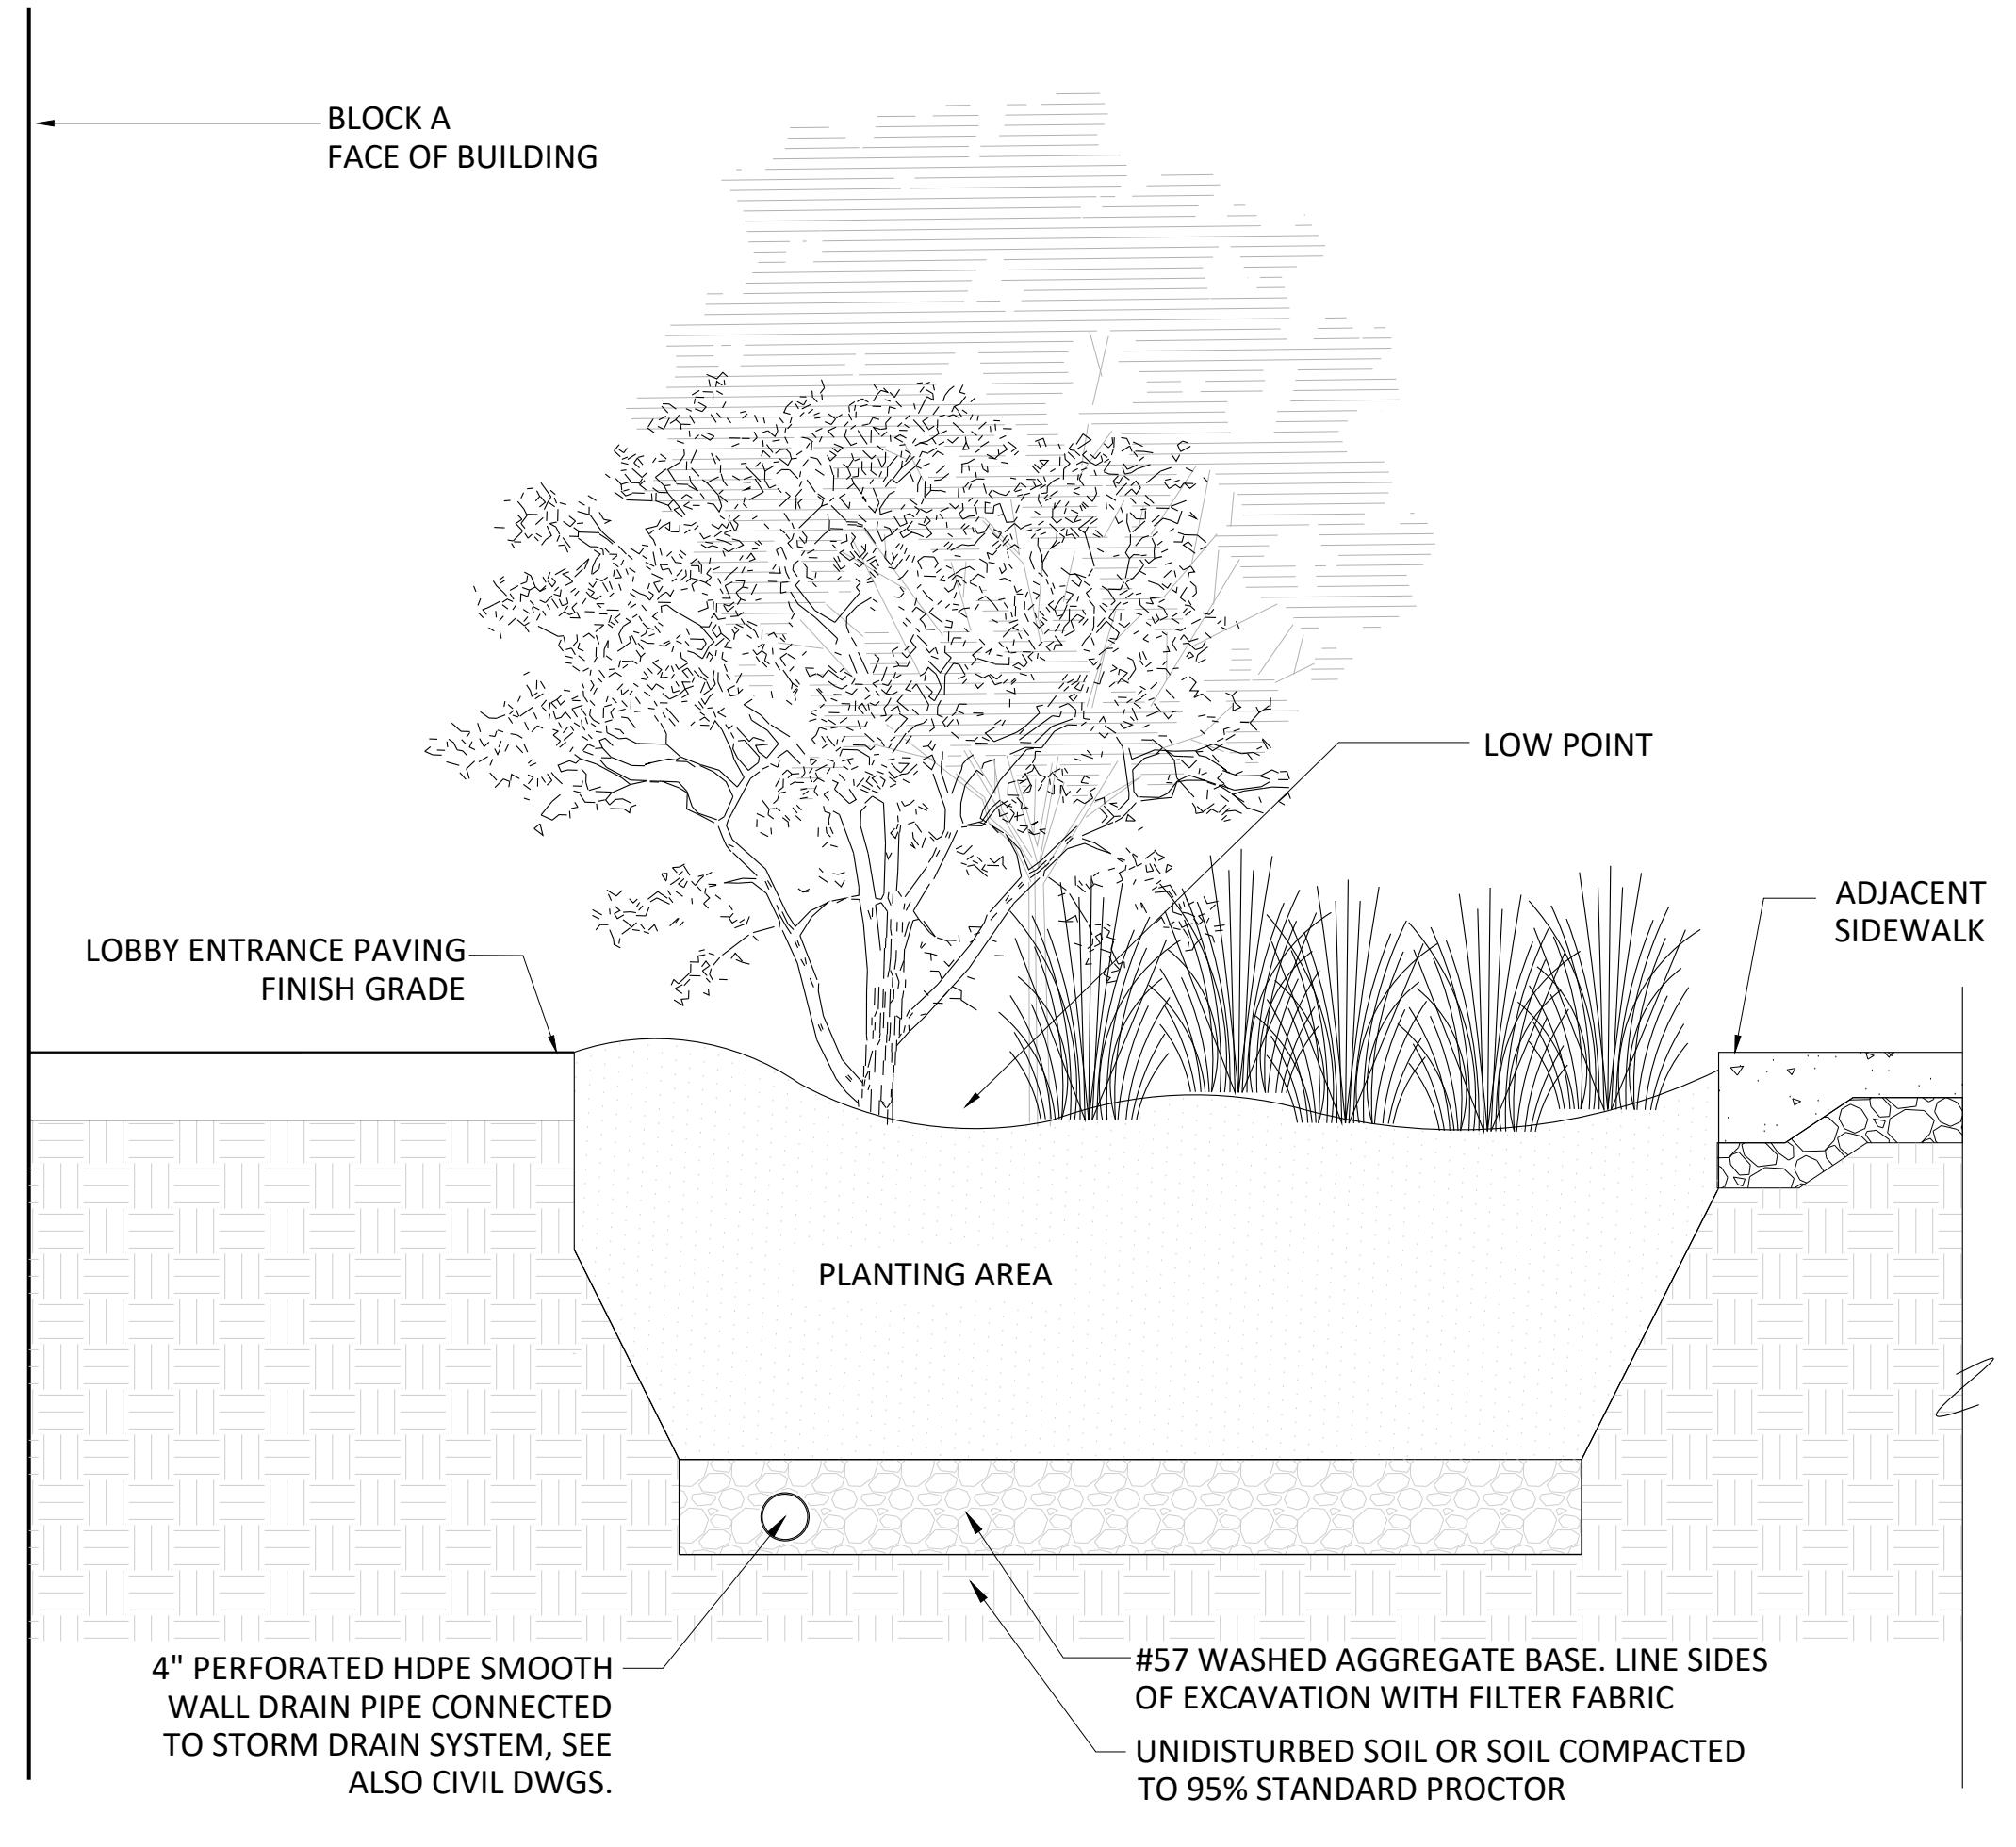 BLOCK A
FACE OF BUILDING
LOW POINT
ADJACENT
SIDEWALK
LOBBY ENTRANCE PAVING
FINISH GRADE
PLANTING AREA
4" PERFORATED HDPE SMOOTH
WALL DRAIN PIPE CONNECTED
TO STORM DRAIN SYSTEM, SEE
ALSO CIVIL DWGS.
#57 WASHED AGGREGATE BASE. LINE SIDES
OF EXCAVATION WITH FILTER FABRIC
UNIDISTURBED SOIL OR SOIL COMPACTED
TO 95% STANDARD PROCTOR